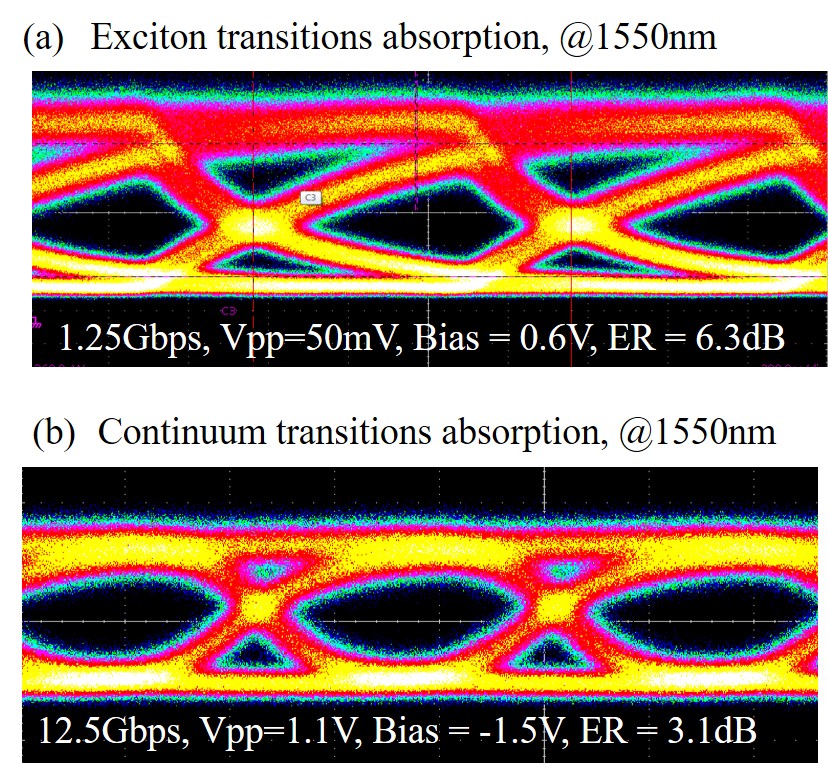 (a) Exciton transitions absorption, @1550nm
C3
C3
1.25Gbps, Vpp=50mV, Bias = 0.6V, ER = 6.3dB
(b) Continuum transitions absorption, @1550nm
12.5Gbps, Vpp=1.1V, Bias = -1.5V, ER = 3.1dB